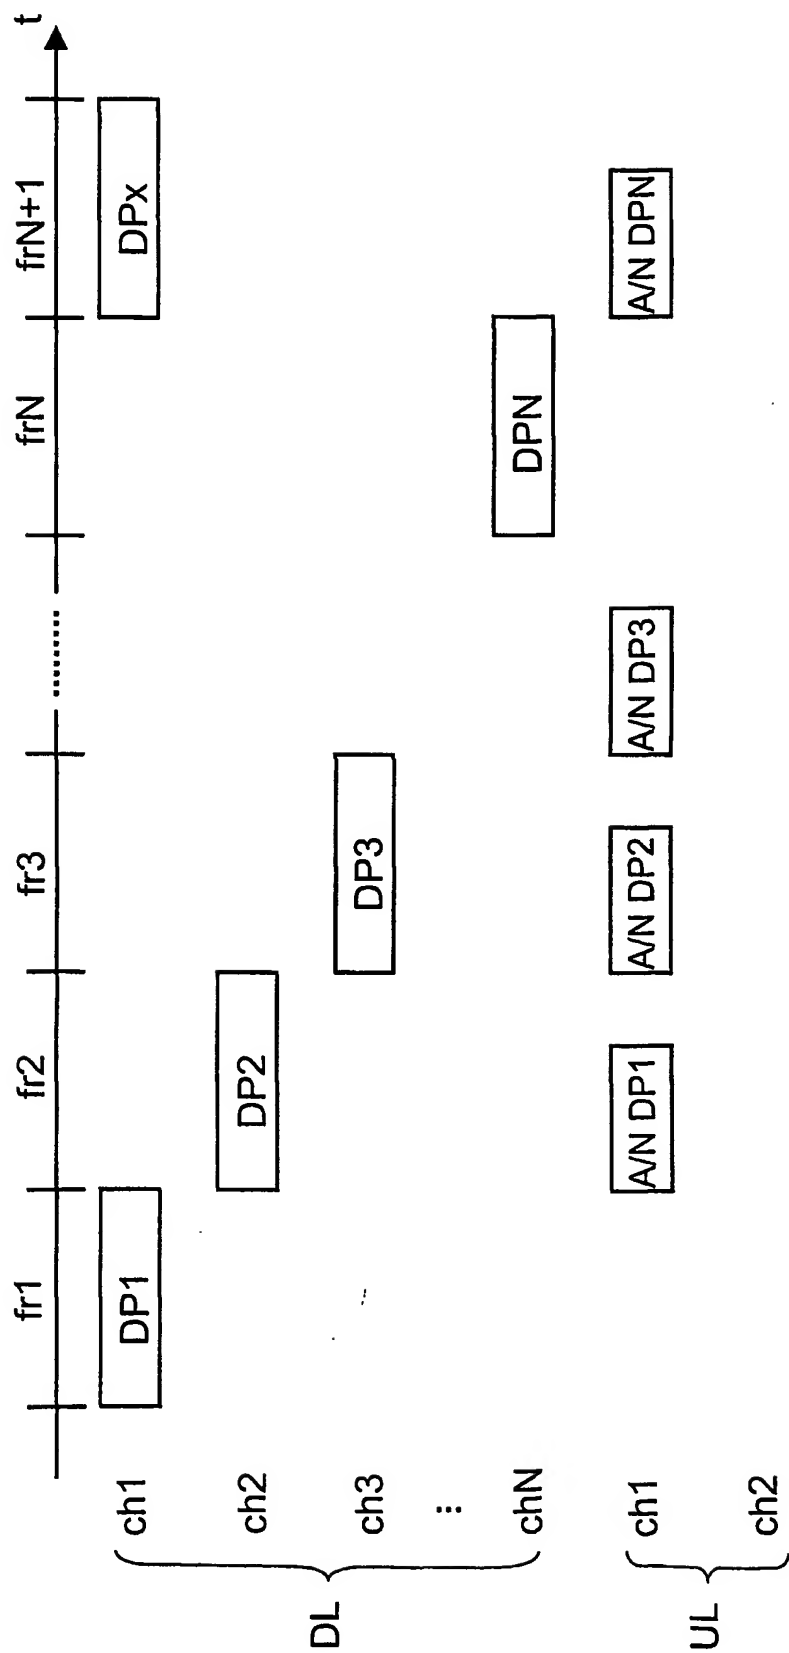 fr1 fr2 fr3 ......... frN frN+1 t
DL
ch1 DP1 DPx
ch2 DP2
ch3 DP3
...
chN DPN
UL
ch1 A/N DP1 A/N DP2 A/N DP3 A/N DPN
ch2